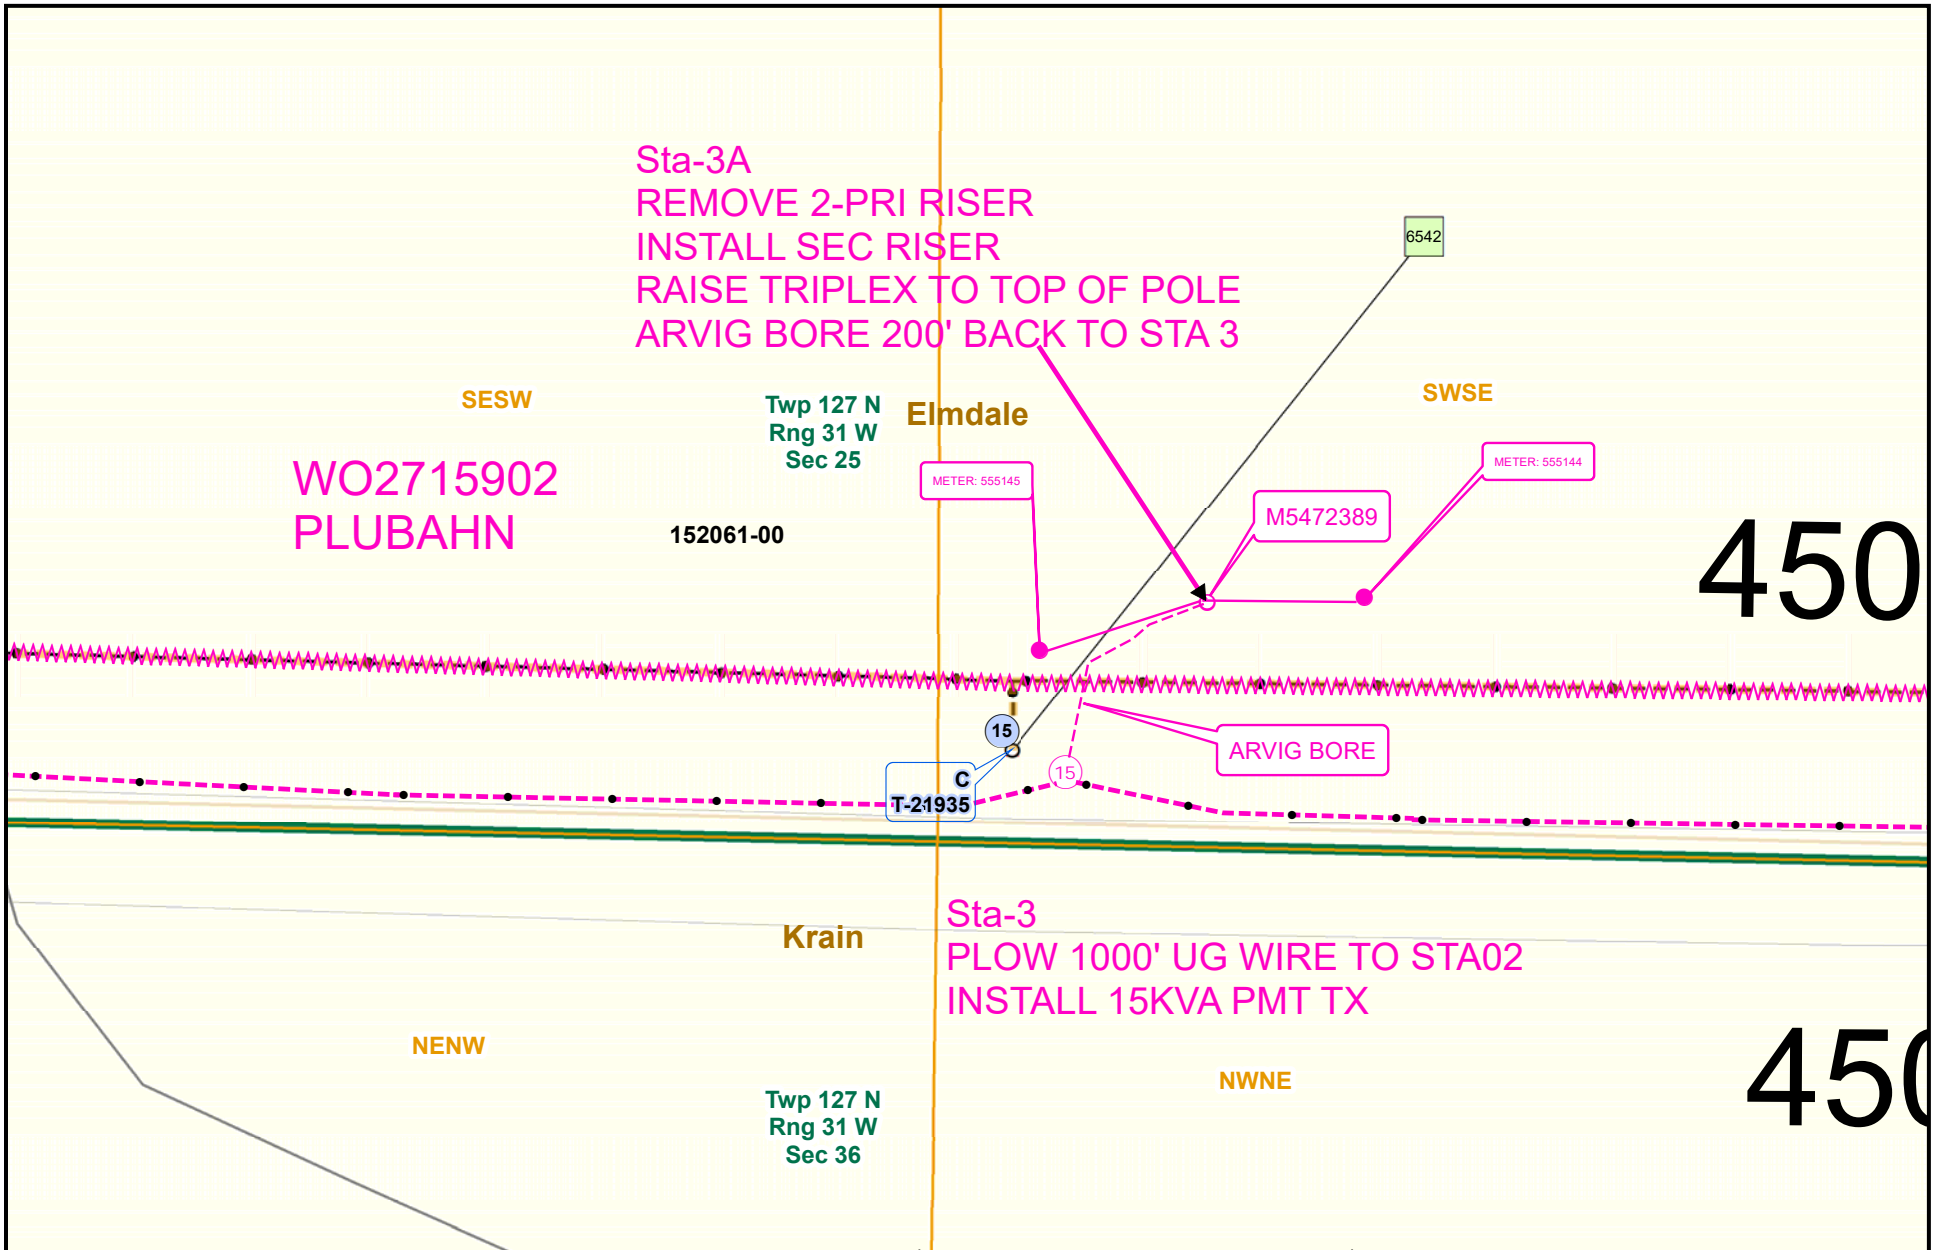 Sta-3A
REMOVE 2-PRI RISER
INSTALL SEC RISER
RAISE TRIPLEX TO TOP OF POLE
ARVIG BORE 200' BACK TO STA 3
6542
SESW
Twp 127 N
Rng 31 W
Sec 25
Elmdale
SWSE
WO2715902
PLUBAHN
152061-00
METER: 555145
METER: 555144
M5472389
450
15
ARVIG BORE
15
C
T-21935
Krain
Sta-3
PLOW 1000' UG WIRE TO STA02
INSTALL 15KVA PMT TX
NENW
NWNE
Twp 127 N
Rng 31 W
Sec 36
450